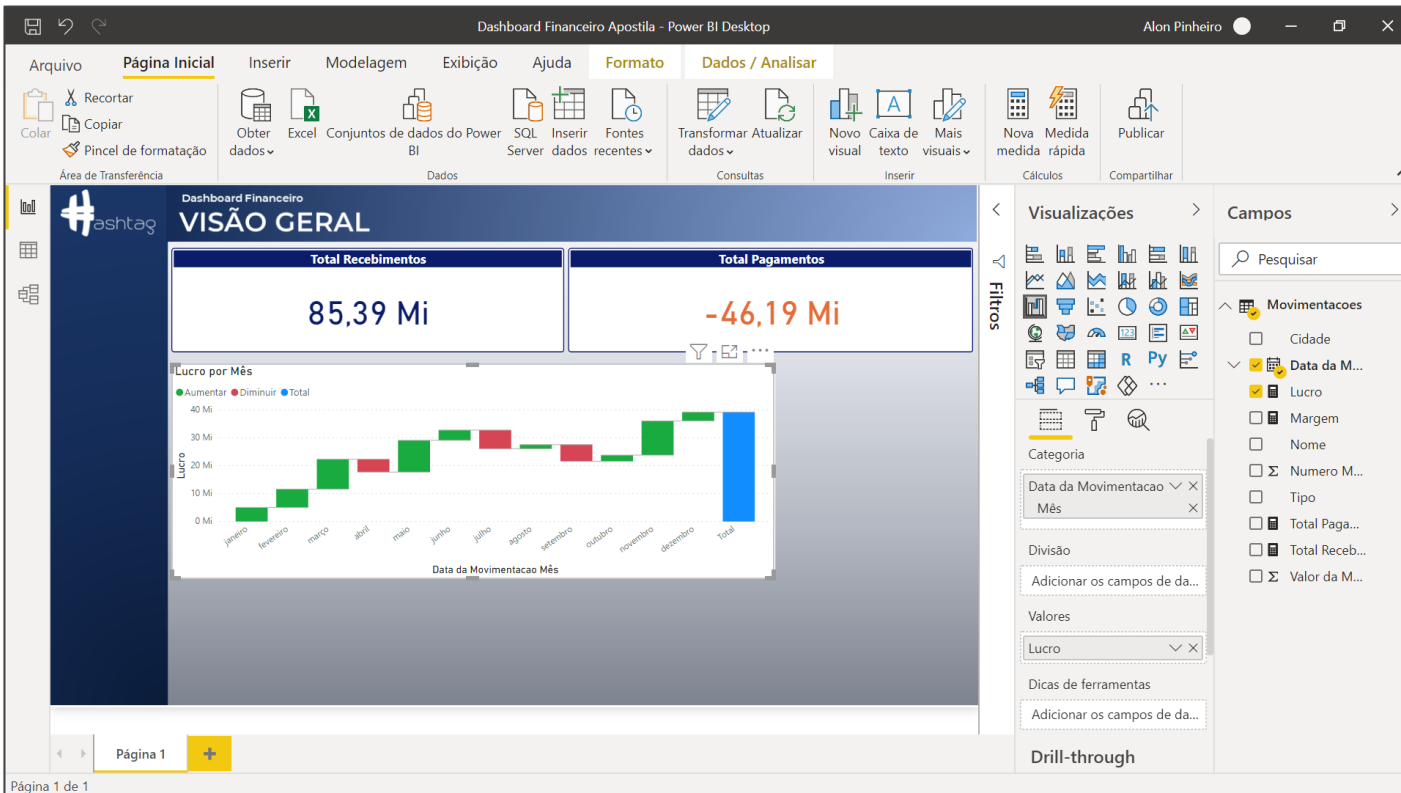 Dashboard Financeiro Apostila - Power BI Desktop
Alon Pinheiro
Arquivo
Página Inicial
Inserir
Modelagem
Exibição
Ajuda
Formato
Dados / Analisar
Colar
Recortar
Copiar
Pincel de formatação
Área de Transferência
Obter
dados
Excel
Conjuntos de dados do Power
BI
SQL
Server
Inserir
dados
Fontes
recentes
Dados
Transformar
dados
Atualizar
Consultas
Novo
visual
Caixa de
texto
Mais
visuais
Inserir
Nova
medida
Medida
rápida
Cálculos
Publicar
Compartilhar
Hashtag
Dashboard Financeiro
VISÃO GERAL
Total Recebimentos
85,39 Mi
Total Pagamentos
-46,19 Mi
Lucro por Mês
Aumentar Diminuir Total
40 Mi
30 Mi
20 Mi
10 Mi
0 Mi
Lucro
janeiro
fevereiro
março
abril
maio
junho
julho
agosto
setembro
outubro
novembro
dezembro
Total
Data da Movimentacao Mês
Filtros
Visualizações
123
R
Py
Categoria
Data da Movimentacao
Mês
Divisão
Adicionar os campos de da...
Valores
Lucro
Dicas de ferramentas
Adicionar os campos de da...
Drill-through
Campos
Pesquisar
Movimentacoes
Cidade
Data da M...
Lucro
Margem
Nome
Σ Numero M...
Tipo
Total Paga...
Total Receb...
Σ Valor da M...
Página 1
+
Página 1 de 1